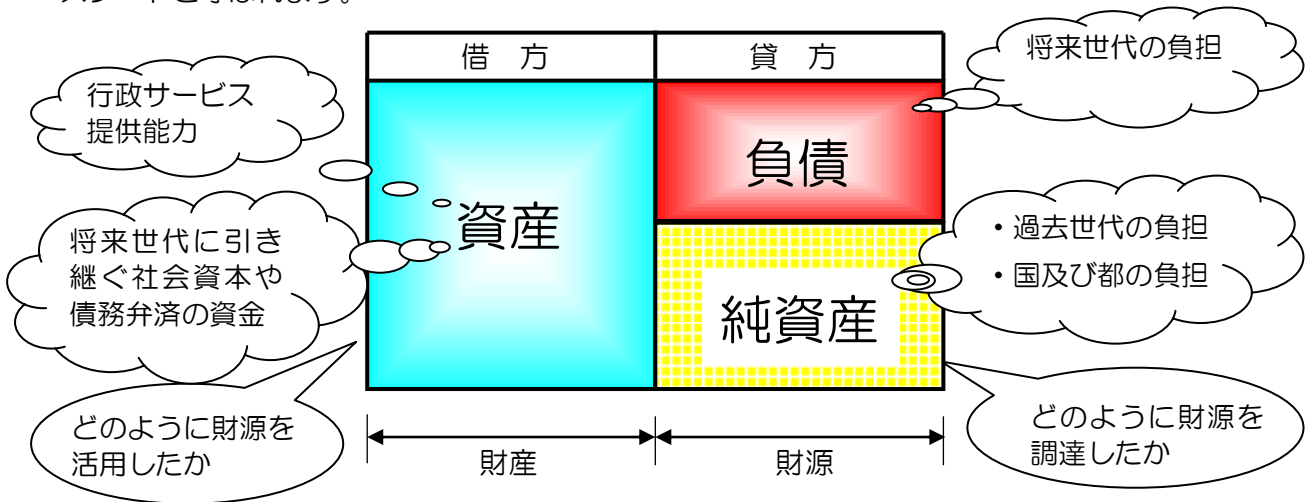 借 方
貸 方
行政サービス
提供能力
将来世代の負担
資産
負債
純資産
将来世代に引き
継ぐ社会資本や
債務弁済の資金
・過去世代の負担
・国及び都の負担
どのように財源を
活用したか
どのように財源を
調達したか
財産
財源